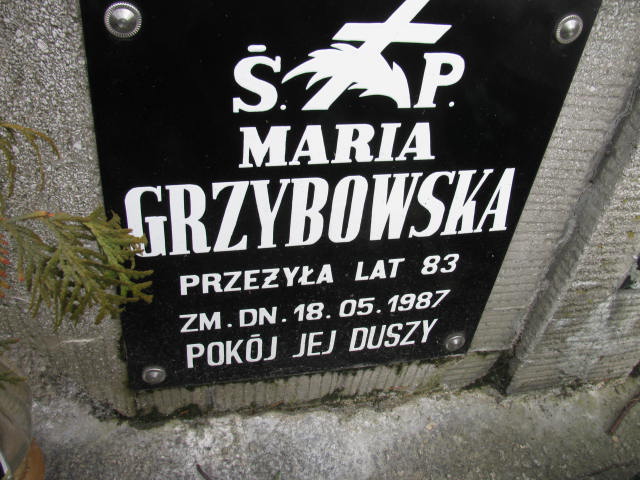 Ś. P.
MARIA
GRZYBOWSKA
PRZEŻYŁA LAT 83
ZM. DN. 18.05.1987
POKÓJ JEJ DUSZY